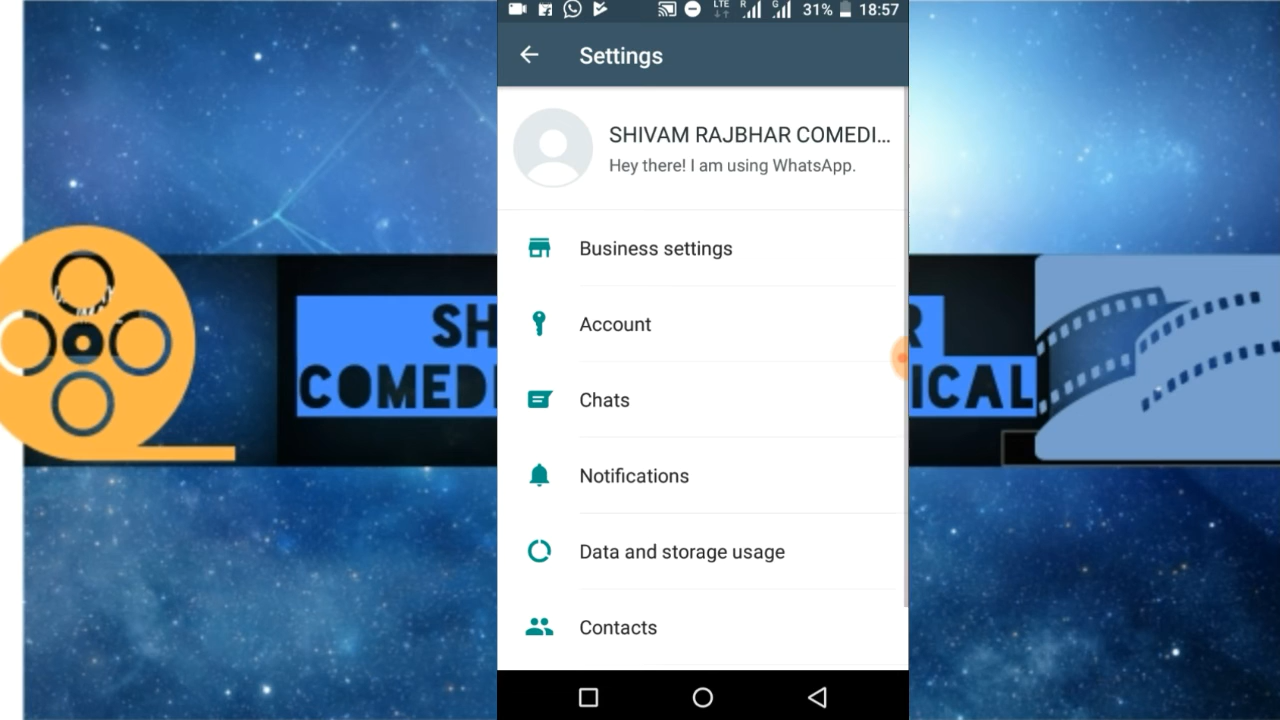 LTE R G 31% 18:57
Settings
SHIVAM RAJBHAR COMEDI...
Hey there! I am using WhatsApp.
Business settings
Account
SH R
Chats
COMEDI ICAL
Notifications
Data and storage usage
Contacts